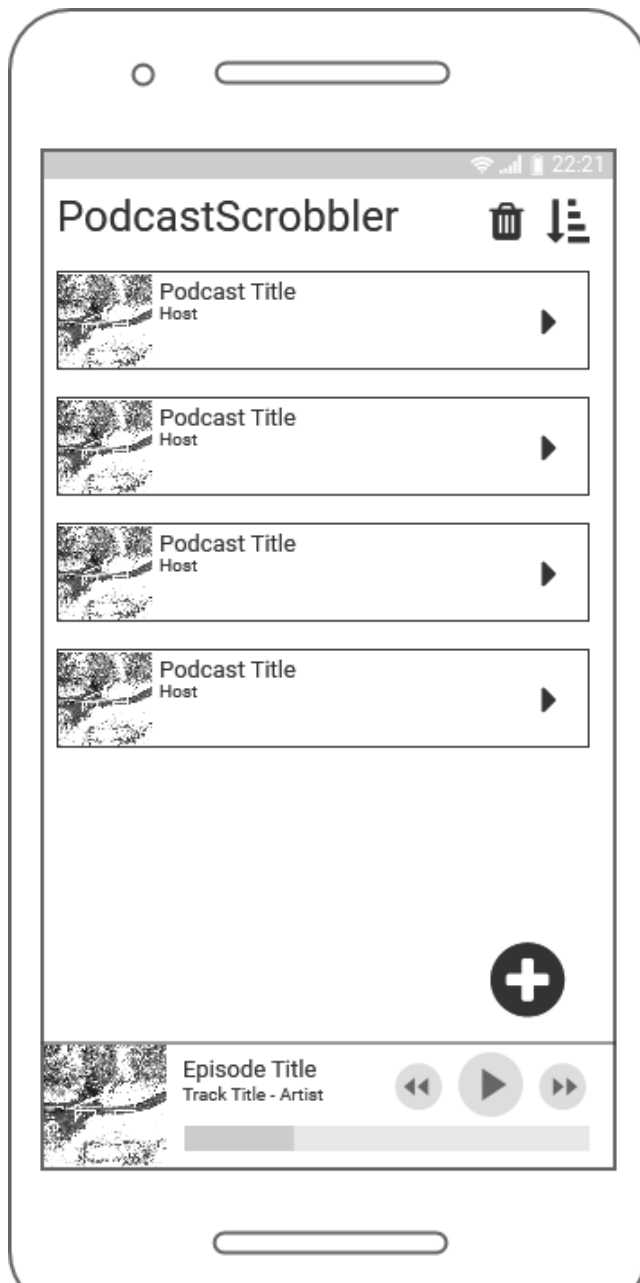 22:21
PodcastScrobbler
Podcast Title
Host
Podcast Title
Host
Podcast Title
Host
Podcast Title
Host
Episode Title
Track Title - Artist